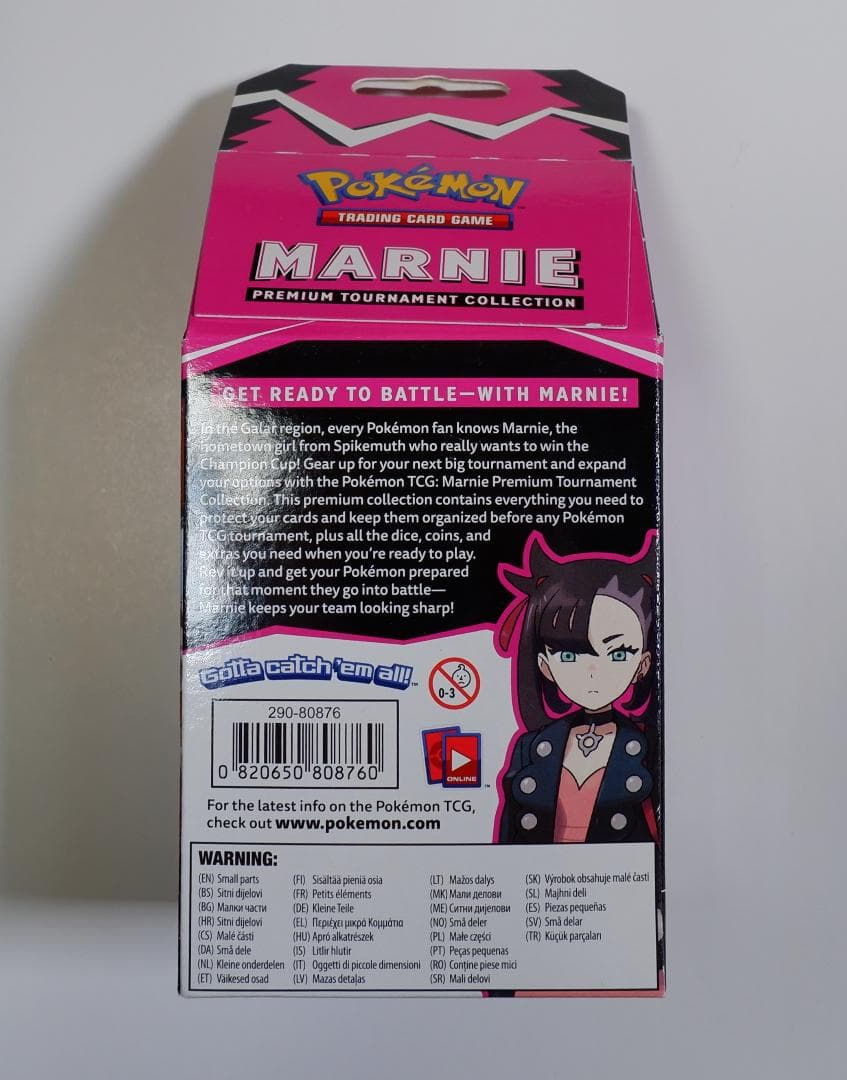 POKéMON™
TRADING CARD GAME
MARNIE
PREMIUM TOURNAMENT COLLECTION
GET READY TO BATTLE—WITH MARNIE!
In the Galar region, every Pokémon fan knows Marnie, the
hometown girl from Spikemuth who really wants to win the
Champion Cup! Gear up for your next big tournament and expand
your options with the Pokémon TCG: Marnie Premium Tournament
Collection. This premium collection contains everything you need to
protect your cards and keep them organized before any Pokémon
TCG tournament, plus all the dice, coins, and
extras you need when you're ready to play.
Rev it up and get your Pokémon prepared
for that moment they go into battle—
Marnie keeps your team looking sharp!
Gotta catch 'em all!™
0-3
290-80876
0 820650 808760
ONLINE™
For the latest info on the Pokémon TCG,
check out www.pokemon.com
WARNING:
(EN) Small parts
(BS) Sitni dijelovi
(BG) Малки части
(HR) Sitni dijelovi
(CS) Malé části
(DA) Små dele
(NL) Kleine onderdelen
(ET) Väikesed osad
(FI) Sisältää pieniä osia
(FR) Petits éléments
(DE) Kleine Teile
(EL) Περιέχει μικρά Κομμάτια
(HU) Apró alkatrészek
(IS) Litlir hlutir
(IT) Oggetti di piccole dimensioni
(LV) Mazas detaļas
(LT) Mažos dalys
(MK) Мали делови
(ME) Ситни дијелови
(NO) Små deler
(PL) Małe części
(PT) Peças pequenas
(RO) Conține piese mici
(SR) Mali delovi
(SK) Výrobok obsahuje malé časti
(SL) Majhni deli
(ES) Piezas pequeñas
(SV) Små delar
(TR) Küçük parçaları